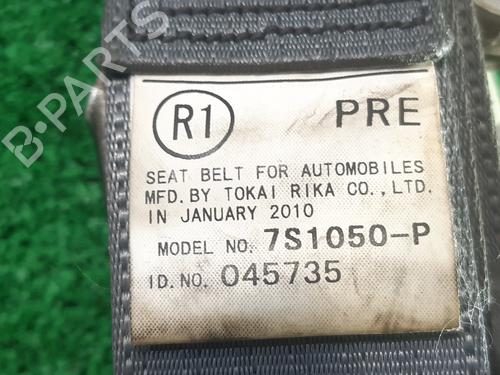 R1 PRE
SEAT BELT FOR AUTOMOBILES
MFD. BY TOKAI RIKA CO., LTD.
IN JANUARY 2010
MODEL NO. 7S1050-P
ID. NO. 045735
B-PARTS